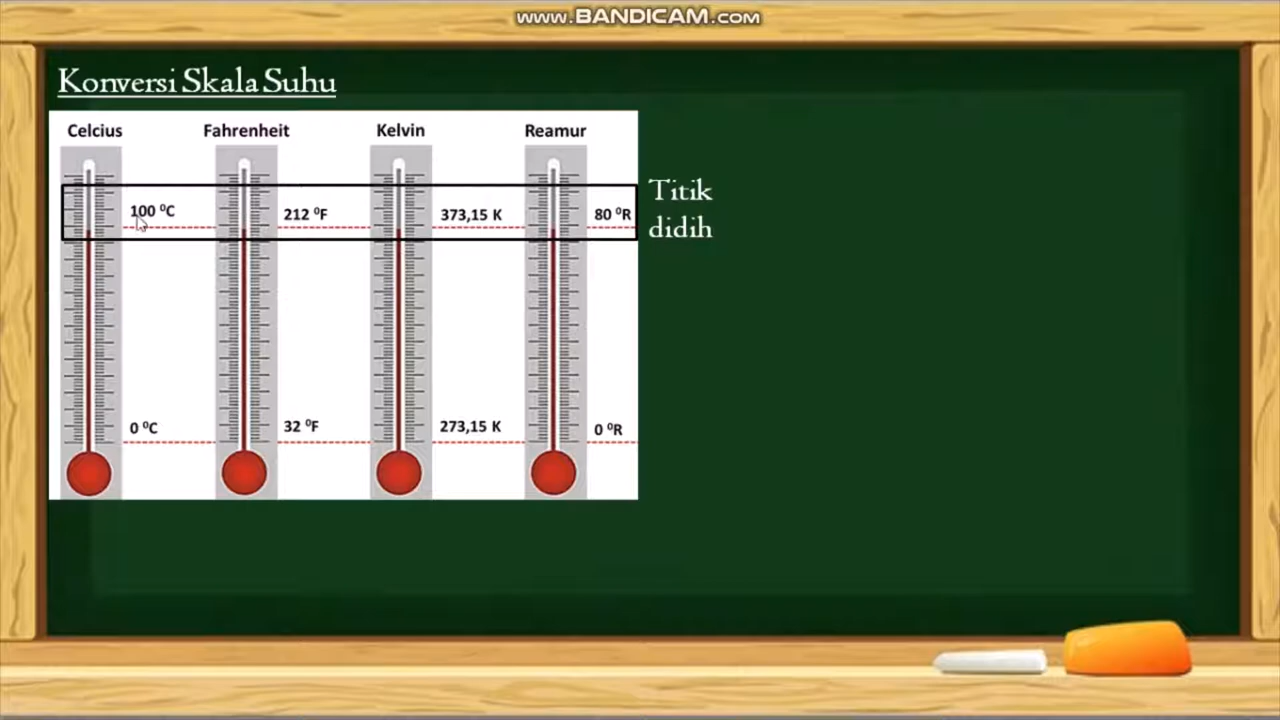 www.BANDICAM.com
Konversi Skala Suhu
Celcius Fahrenheit Kelvin Reamur
100 ⁰C 212 ⁰F 373,15 K 80 ⁰R
Titik
didih
0 ⁰C 32 ⁰F 273,15 K 0 ⁰R